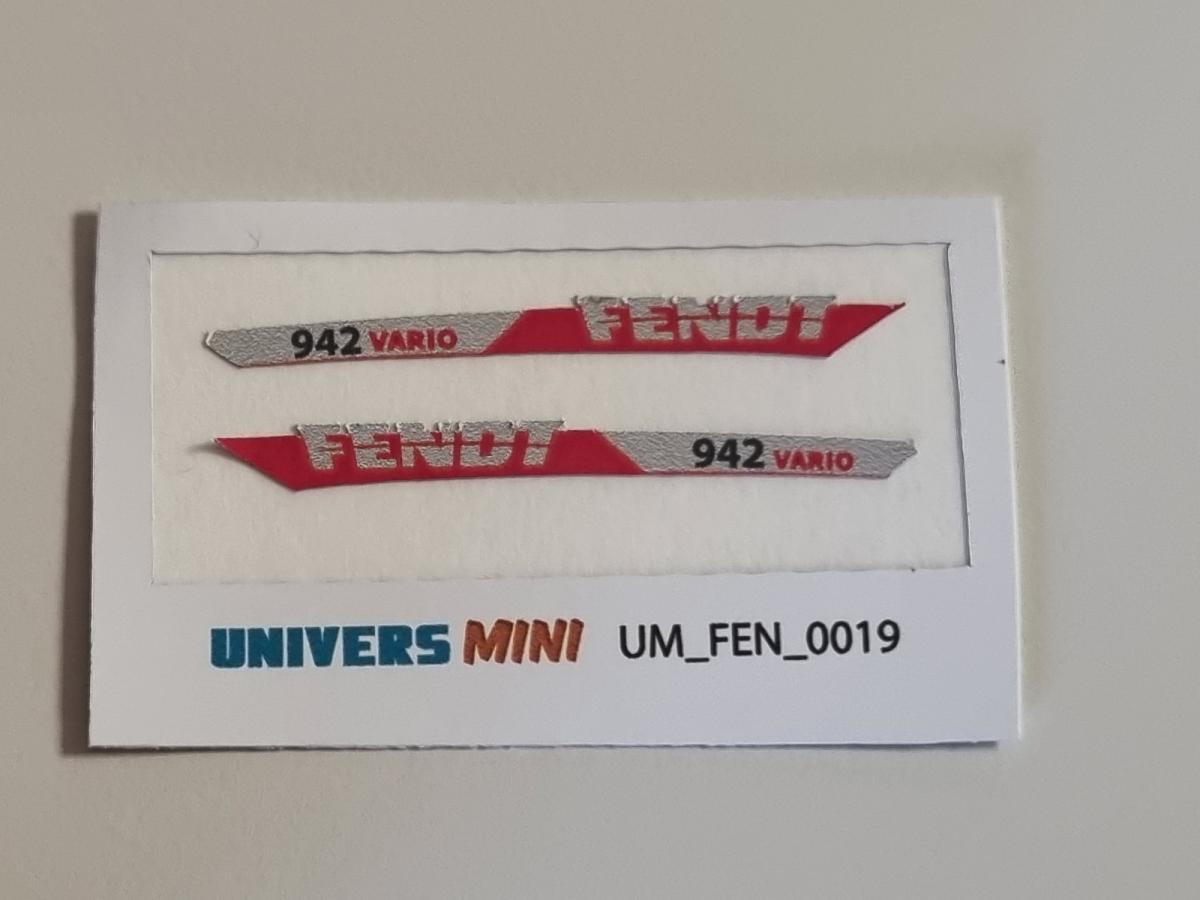 942 VARIO FENDT
FENDT 942 VARIO
UNIVERS MINI UM_FEN_0019